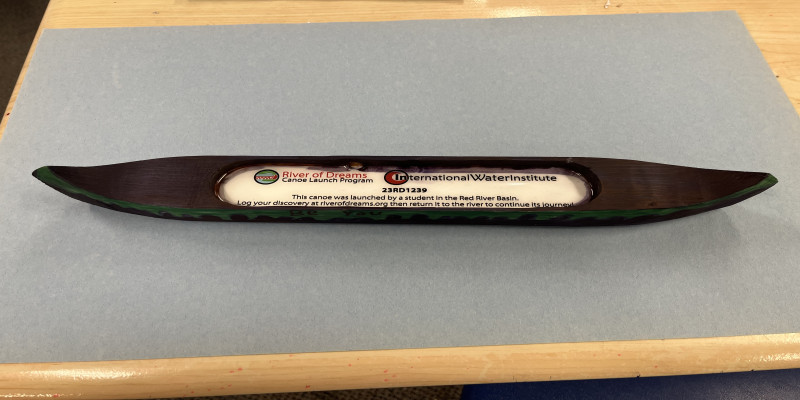 River of Dreams
Canoe Launch Program
InternationalWaterInstitute
23RD1239
This canoe was launched by a student in the Red River Basin.
Log your discovery at riverofdreams.org then return it to the river to continue its journey!